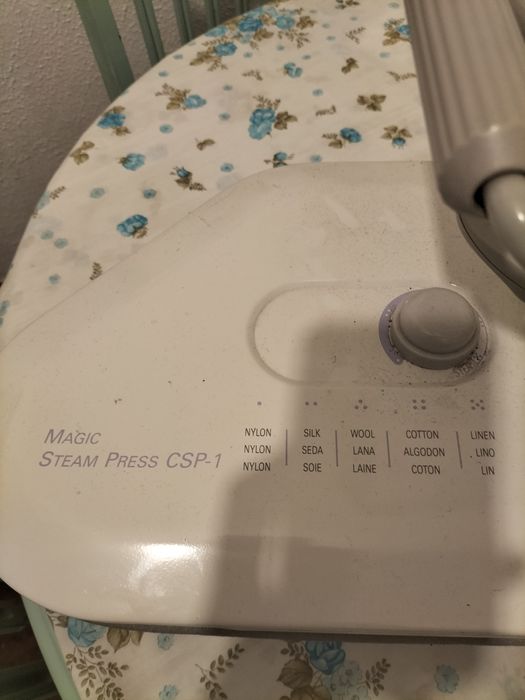 MAGIC
STEAM PRESS CSP-1
NYLON SILK WOOL COTTON LINEN
NYLON SEDA LANA ALGODON LINO
NYLON SOIE LAINE COTON LIN